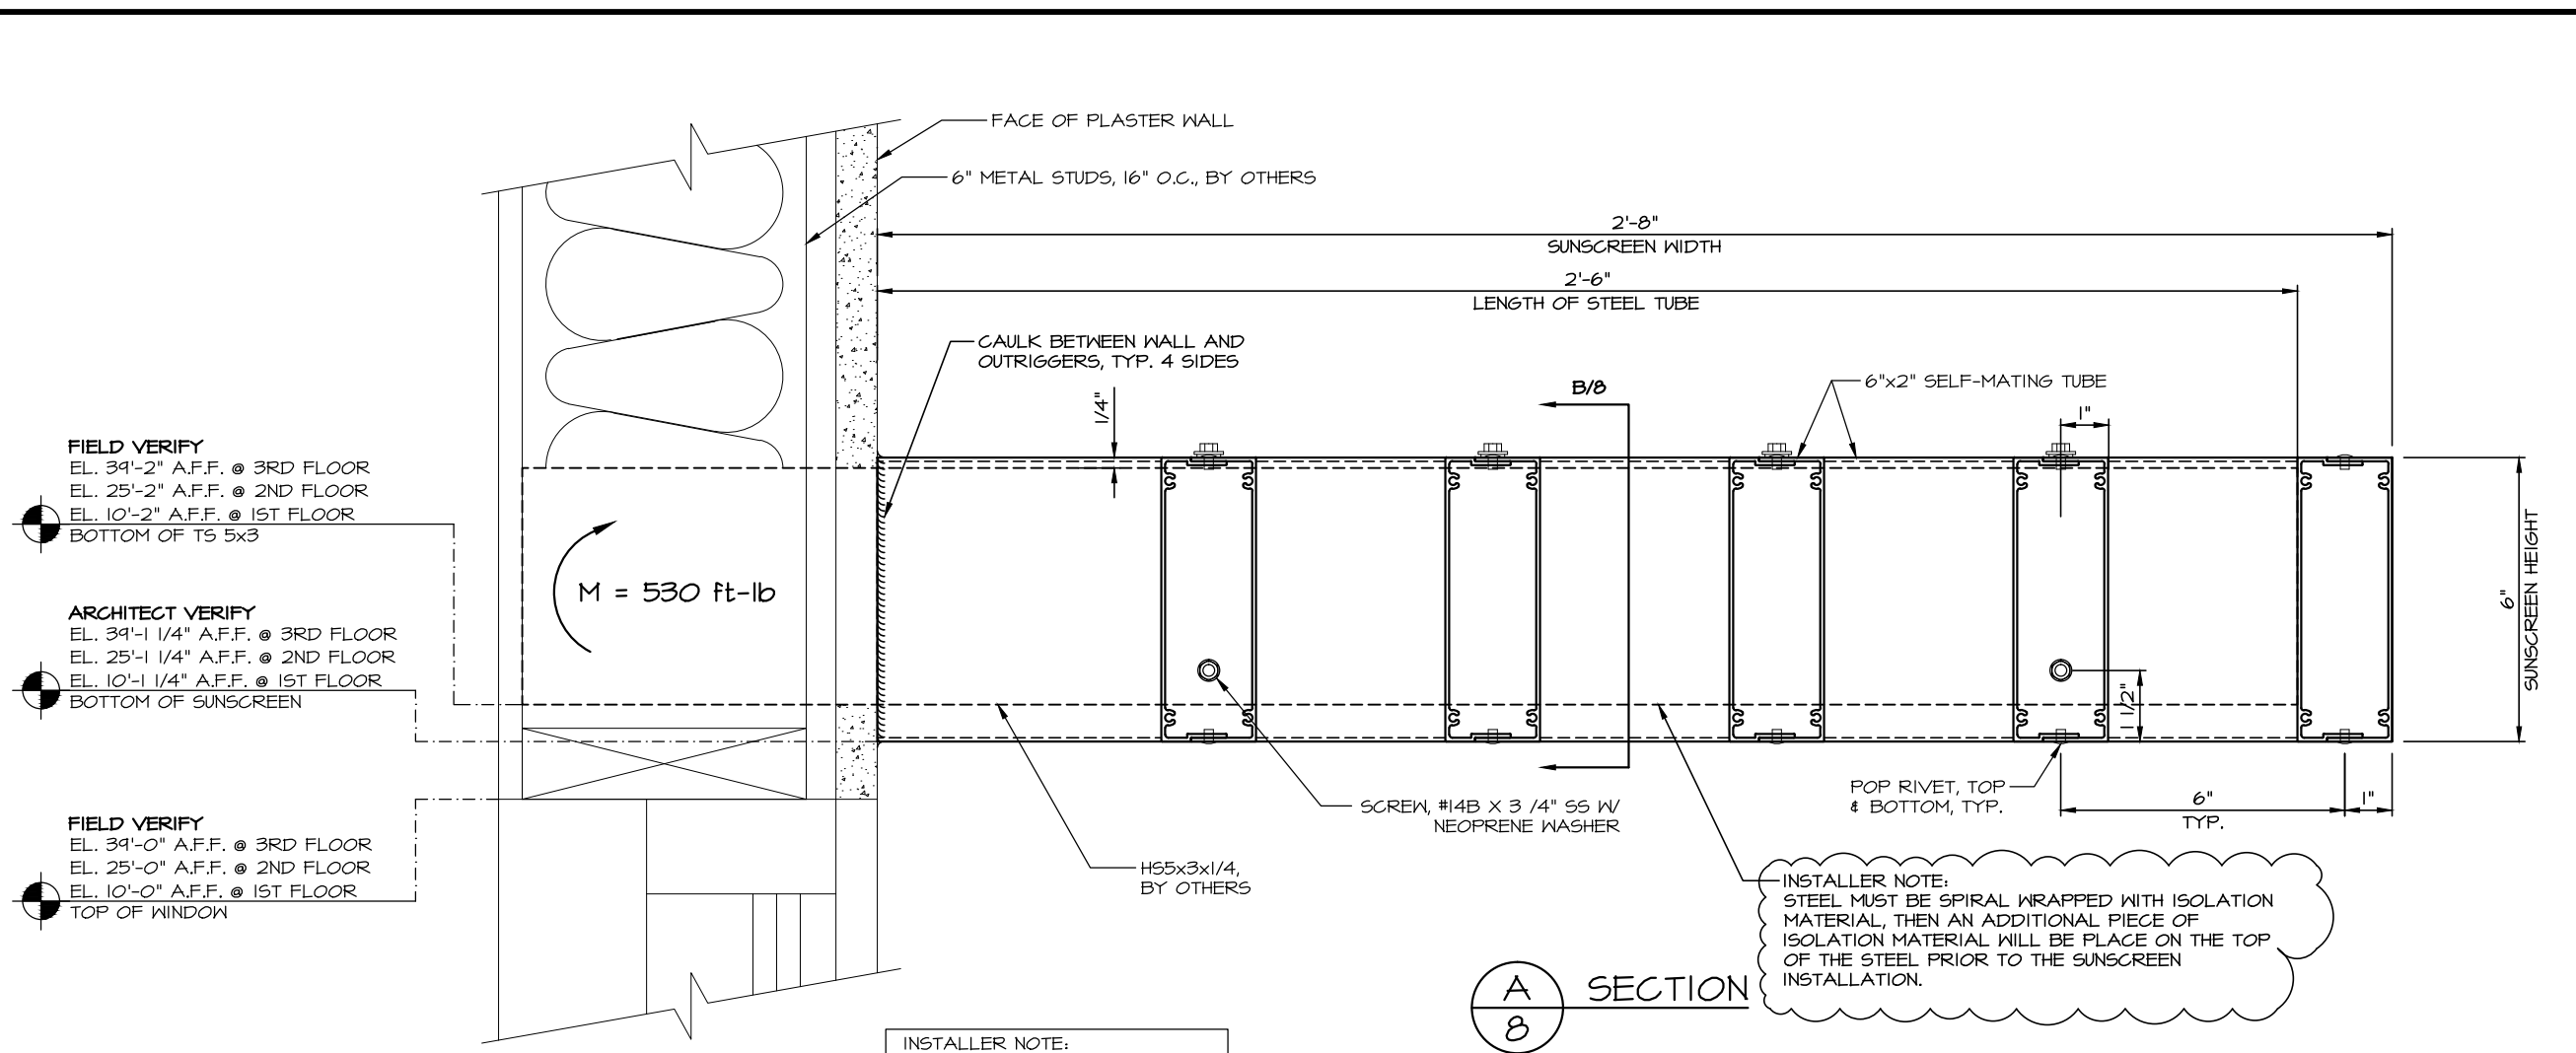 FACE OF PLASTER WALL
6" METAL STUDS, 16" O.C., BY OTHERS
2'-8"
SUNSCREEN WIDTH
2'-6"
LENGTH OF STEEL TUBE
CAULK BETWEEN WALL AND
OUTRIGGERS, TYP. 4 SIDES
1/4"
B/8
6"x2" SELF-MATING TUBE
1"
FIELD VERIFY
EL. 39'-2" A.F.F. @ 3RD FLOOR
EL. 25'-2" A.F.F. @ 2ND FLOOR
EL. 10'-2" A.F.F. @ 1ST FLOOR
BOTTOM OF TS 5x3
M = 530 ft-lb
ARCHITECT VERIFY
EL. 39'-1 1/4" A.F.F. @ 3RD FLOOR
EL. 25'-1 1/4" A.F.F. @ 2ND FLOOR
EL. 10'-1 1/4" A.F.F. @ 1ST FLOOR
BOTTOM OF SUNSCREEN
6"
SUNSCREEN HEIGHT
1 1/2"
POP RIVET, TOP
& BOTTOM, TYP.
6"
TYP.
1"
SCREW, #14B X 3 /4" SS W/
NEOPRENE WASHER
FIELD VERIFY
EL. 39'-0" A.F.F. @ 3RD FLOOR
EL. 25'-0" A.F.F. @ 2ND FLOOR
EL. 10'-0" A.F.F. @ 1ST FLOOR
TOP OF WINDOW
HS5x3x1/4,
BY OTHERS
INSTALLER NOTE:
STEEL MUST BE SPIRAL WRAPPED WITH ISOLATION
MATERIAL, THEN AN ADDITIONAL PIECE OF
ISOLATION MATERIAL WILL BE PLACE ON THE TOP
OF THE STEEL PRIOR TO THE SUNSCREEN
INSTALLATION.
A
8
SECTION
INSTALLER NOTE: